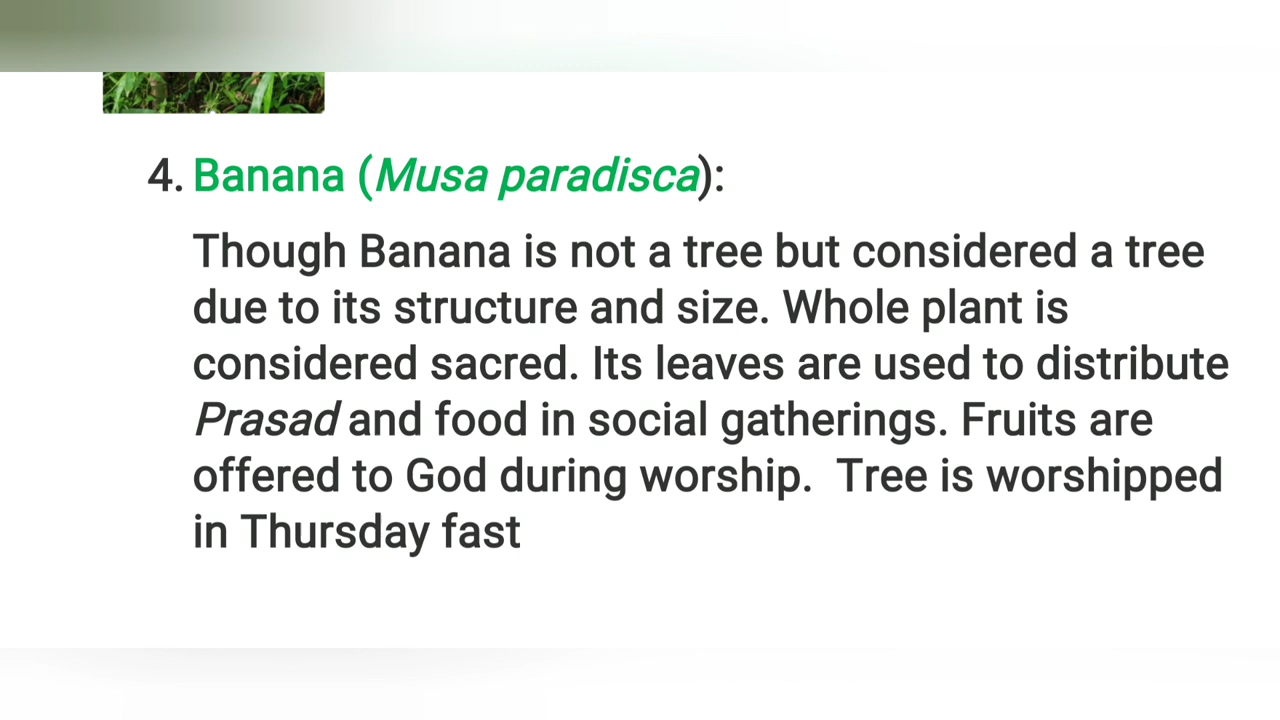 4. Banana (Musa paradisca):
Though Banana is not a tree but considered a tree
due to its structure and size. Whole plant is
considered sacred. Its leaves are used to distribute
Prasad and food in social gatherings. Fruits are
offered to God during worship.  Tree is worshipped
in Thursday fast